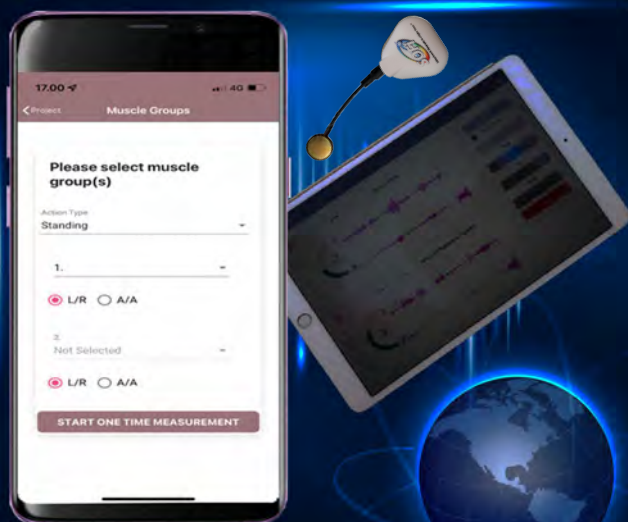 17.00
4G
Project
Muscle Groups
Please select muscle
group(s)
Action Type
Standing
1.
L/R
A/A
2.
Not Selected
L/R
A/A
START ONE TIME MEASUREMENT